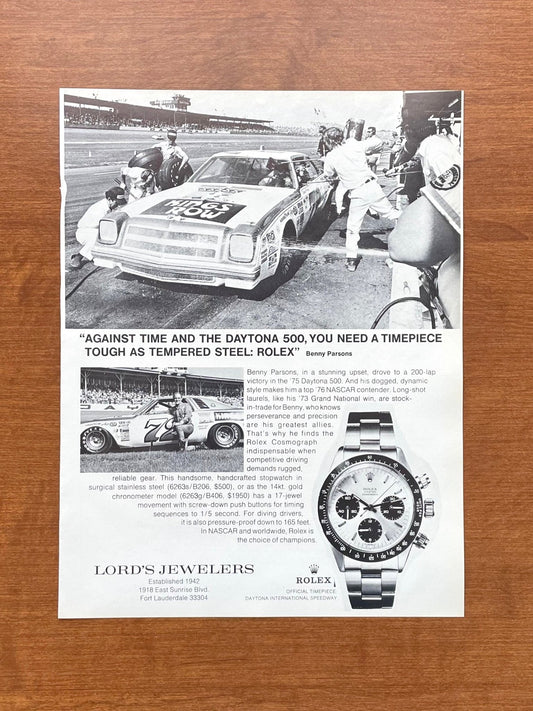 KINGS
ROW
"AGAINST TIME AND THE DAYTONA 500, YOU NEED A TIMEPIECE
TOUGH AS TEMPERED STEEL: ROLEX" Benny Parsons
72
Benny Parsons, in a stunning upset, drove to a 200-lap
victory in the '75 Daytona 500. And his dogged, dynamic
style makes him a top '76 NASCAR contender. Long-shot
laurels, like his '73 Grand National win, are stock-
in-trade for Benny, who knows
perseverance and precision
are his greatest allies.
That's why he finds the
Rolex Cosmograph
indispensable when
competitive driving
demands rugged,
reliable gear. This handsome, handcrafted stopwatch in
surgical stainless steel (6263s/B206, $500), or as the 14kt. gold
chronometer model (6263g/B406, $1950) has a 17-jewel
movement with screw-down push buttons for timing
sequences to 1/5 second. For diving drivers,
it is also pressure-proof down to 165 feet.
In NASCAR and worldwide, Rolex is
the choice of champions.
ROLEX
LORD'S JEWELERS
Established 1942
1918 East Sunrise Blvd.
Fort Lauderdale 33304
ROLEX
OFFICIAL TIMEPIECE
DAYTONA INTERNATIONAL SPEEDWAY